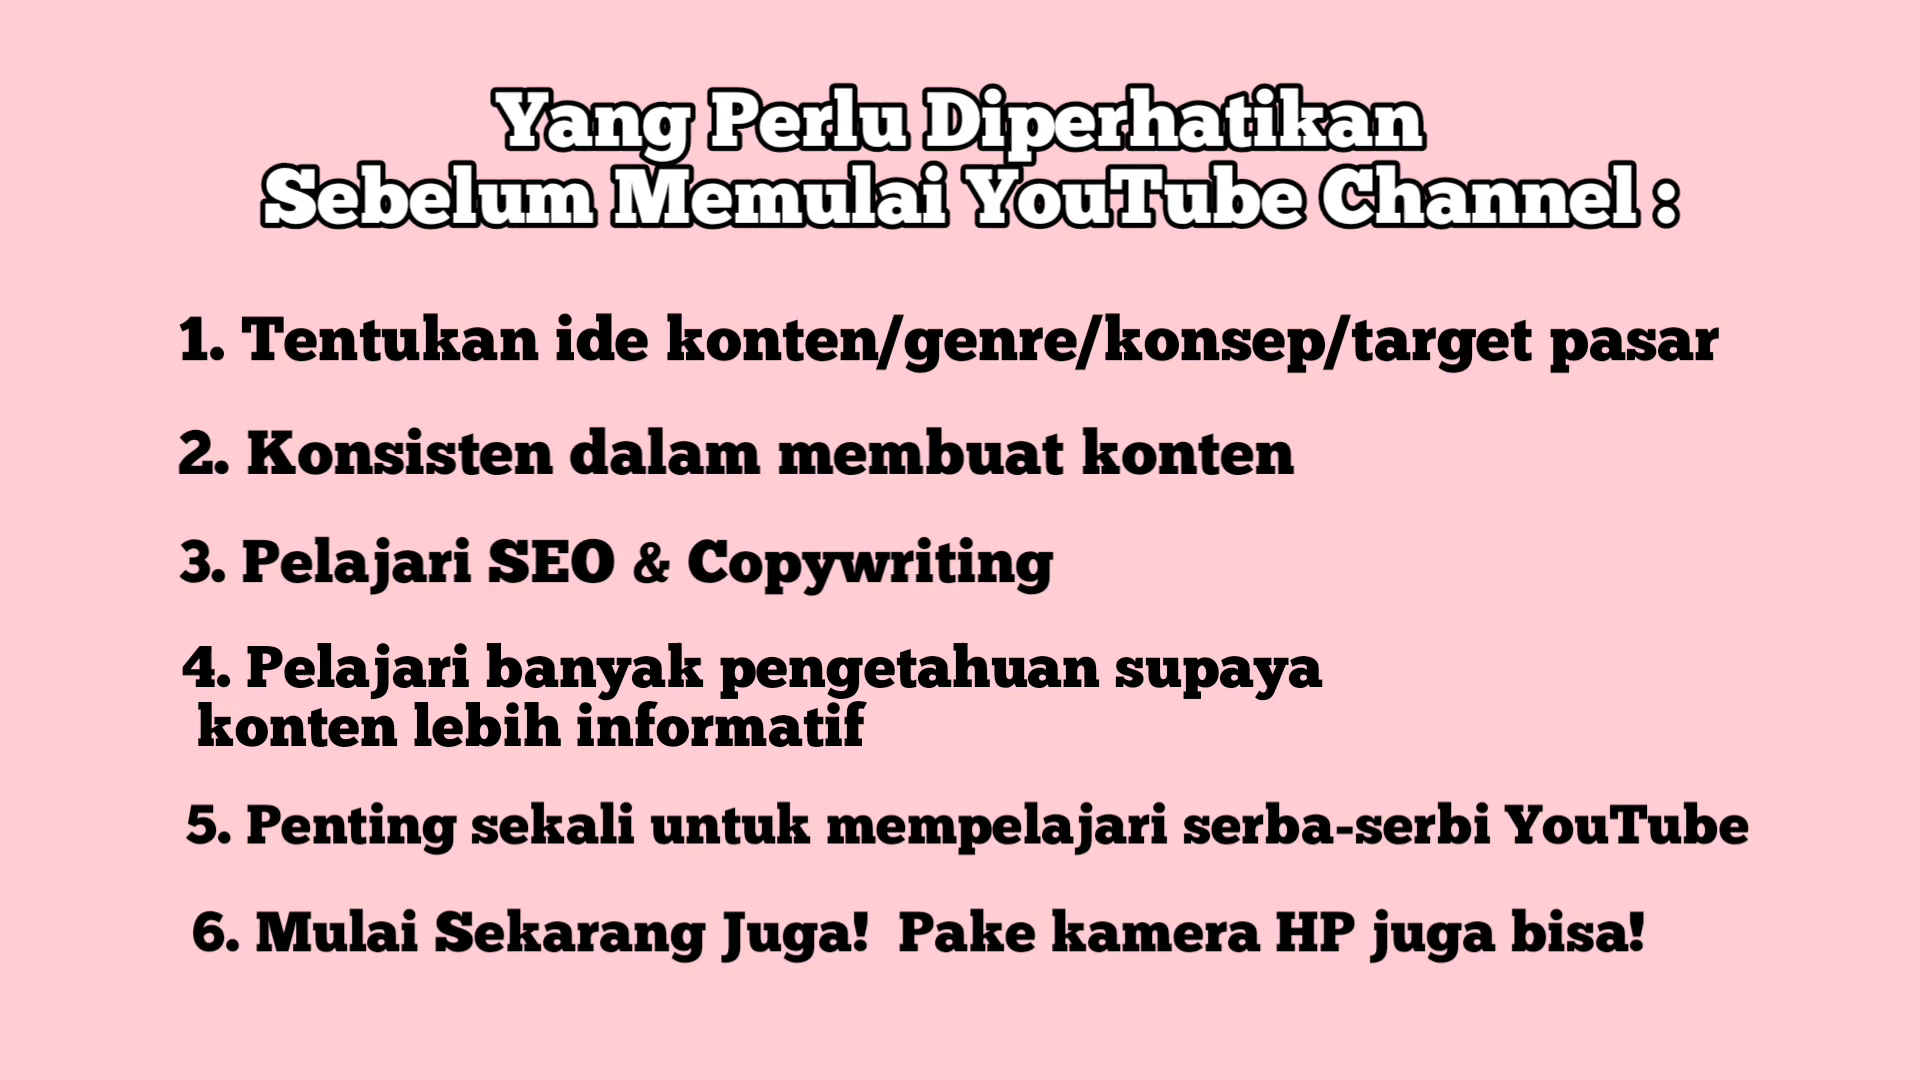 Yang Perlu Diperhatikan
Sebelum Memulai YouTube Channel :
1. Tentukan ide konten/genre/konsep/target pasar
2. Konsisten dalam membuat konten
3. Pelajari SEO & Copywriting
4. Pelajari banyak pengetahuan supaya
konten lebih informatif
5. Penting sekali untuk mempelajari serba-serbi YouTube
6. Mulai Sekarang Juga!  Pake kamera HP juga bisa!